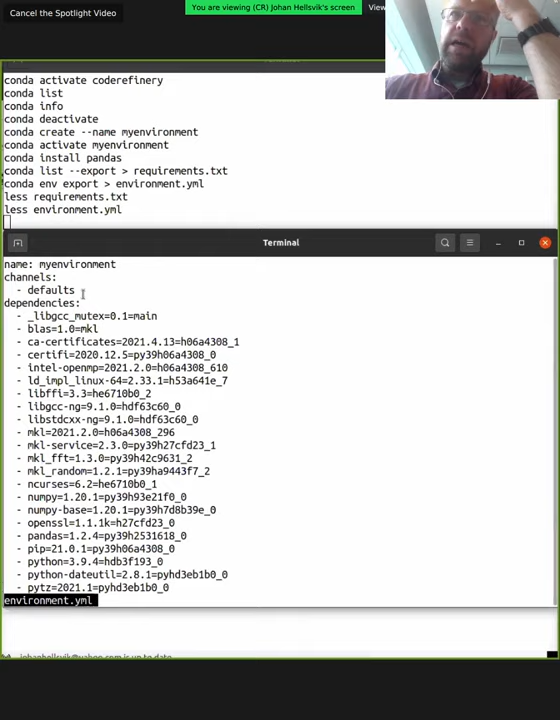 Cancel the Spotlight Video
You are viewing (CR) Johan Hellsvik's screen
View
conda activate coderefinery
conda list
conda info
conda deactivate
conda create --name myenvironment
conda activate myenvironment
conda install pandas
conda list --export > requirements.txt
conda env export > environment.yml
less requirements.txt
less environment.yml
Terminal
name: myenvironment
channels:
- defaults
dependencies:
- _libgcc_mutex=0.1=main
- blas=1.0=mkl
- ca-certificates=2021.4.13=h06a4308_1
- certifi=2020.12.5=py39h06a4308_0
- intel-openmp=2021.2.0=h06a4308_610
- ld_impl_linux-64=2.33.1=h53a641e_7
- libffi=3.3=he6710b0_2
- libgcc-ng=9.1.0=hdf63c60_0
- libstdcxx-ng=9.1.0=hdf63c60_0
- mkl=2021.2.0=h06a4308_296
- mkl-service=2.3.0=py39h27cfd23_1
- mkl_fft=1.3.0=py39h42c9631_2
- mkl_random=1.2.1=py39ha9443f7_2
- ncurses=6.2=he6710b0_1
- numpy=1.20.1=py39h93e21f0_0
- numpy-base=1.20.1=py39h7d8b39e_0
- openssl=1.1.1k=h27cfd23_0
- pandas=1.2.4=py39h2531618_0
- pip=21.0.1=py39h06a4308_0
- python=3.9.4=hdb3f193_0
- python-dateutil=2.8.1=pyhd3eb1b0_0
- pytz=2021.1=pyhd3eb1b0_0
environment.yml
johanhellsvik@yahoo.com is up to date